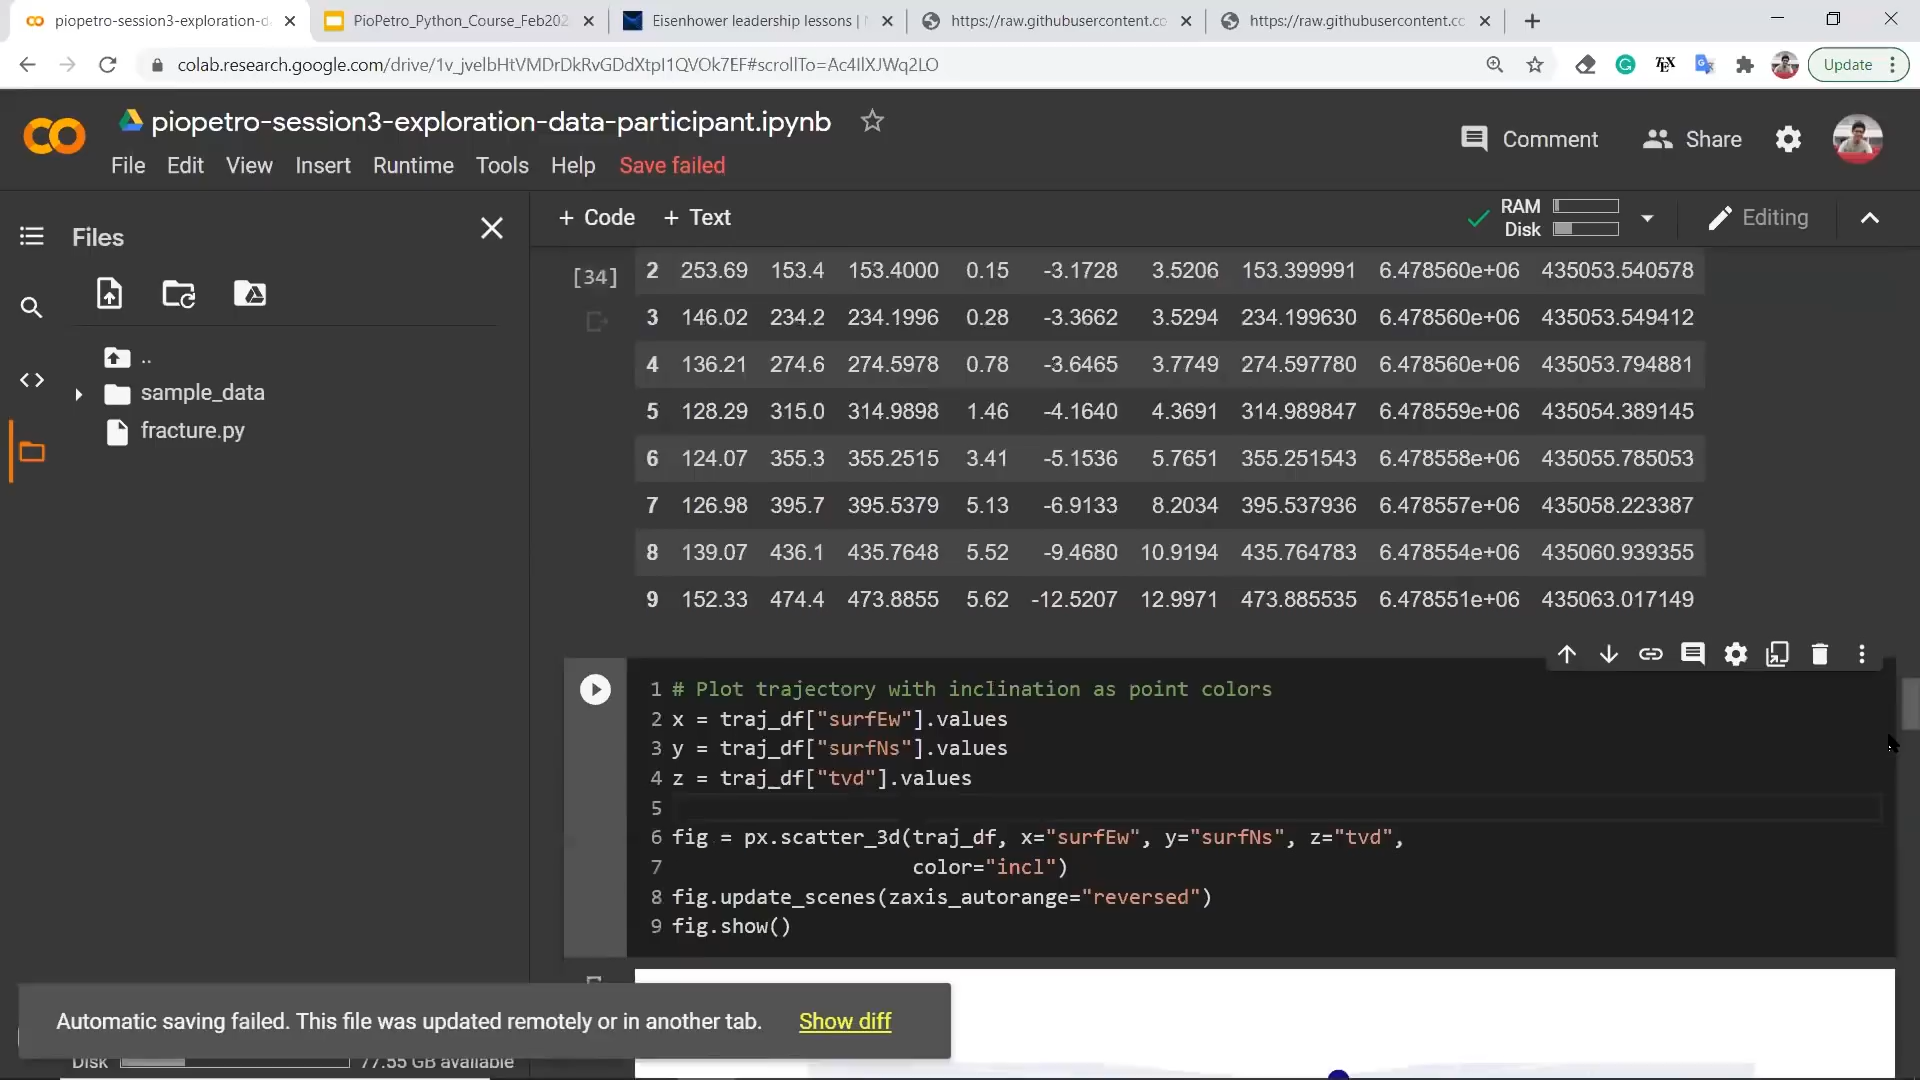 piopetro-session3-exploration-d
PioPetro_Python_Course_Feb202
Eisenhower leadership lessons |
https://raw.githubusercontent.co
https://raw.githubusercontent.cc
colab.research.google.com/drive/1v_jvelbHtVMDrDkRvGDdXtpI1QVOk7EF#scrollTo=Ac4IlXJWq2LO
Update
CO
piopetro-session3-exploration-data-participant.ipynb
Comment
Share
File Edit View Insert Runtime Tools Help Save failed
Files
+ Code + Text
RAM
Disk
Editing
..
sample_data
fracture.py
[34]
2 253.69 153.4 153.4000 0.15 -3.1728 3.5206 153.399991 6.478560e+06 435053.540578
3 146.02 234.2 234.1996 0.28 -3.3662 3.5294 234.199630 6.478560e+06 435053.549412
4 136.21 274.6 274.5978 0.78 -3.6465 3.7749 274.597780 6.478560e+06 435053.794881
5 128.29 315.0 314.9898 1.46 -4.1640 4.3691 314.989847 6.478559e+06 435054.389145
6 124.07 355.3 355.2515 3.41 -5.1536 5.7651 355.251543 6.478558e+06 435055.785053
7 126.98 395.7 395.5379 5.13 -6.9133 8.2034 395.537936 6.478557e+06 435058.223387
8 139.07 436.1 435.7648 5.52 -9.4680 10.9194 435.764783 6.478554e+06 435060.939355
9 152.33 474.4 473.8855 5.62 -12.5207 12.9971 473.885535 6.478551e+06 435063.017149
1 # Plot trajectory with inclination as point colors
2 x = traj_df["surfEw"].values
3 y = traj_df["surfNs"].values
4 z = traj_df["tvd"].values
5
6 fig = px.scatter_3d(traj_df, x="surfEw", y="surfNs", z="tvd",
7 color="incl")
8 fig.update_scenes(zaxis_autorange="reversed")
9 fig.show()
Automatic saving failed. This file was updated remotely or in another tab. Show diff
Disk 77.55 GB available